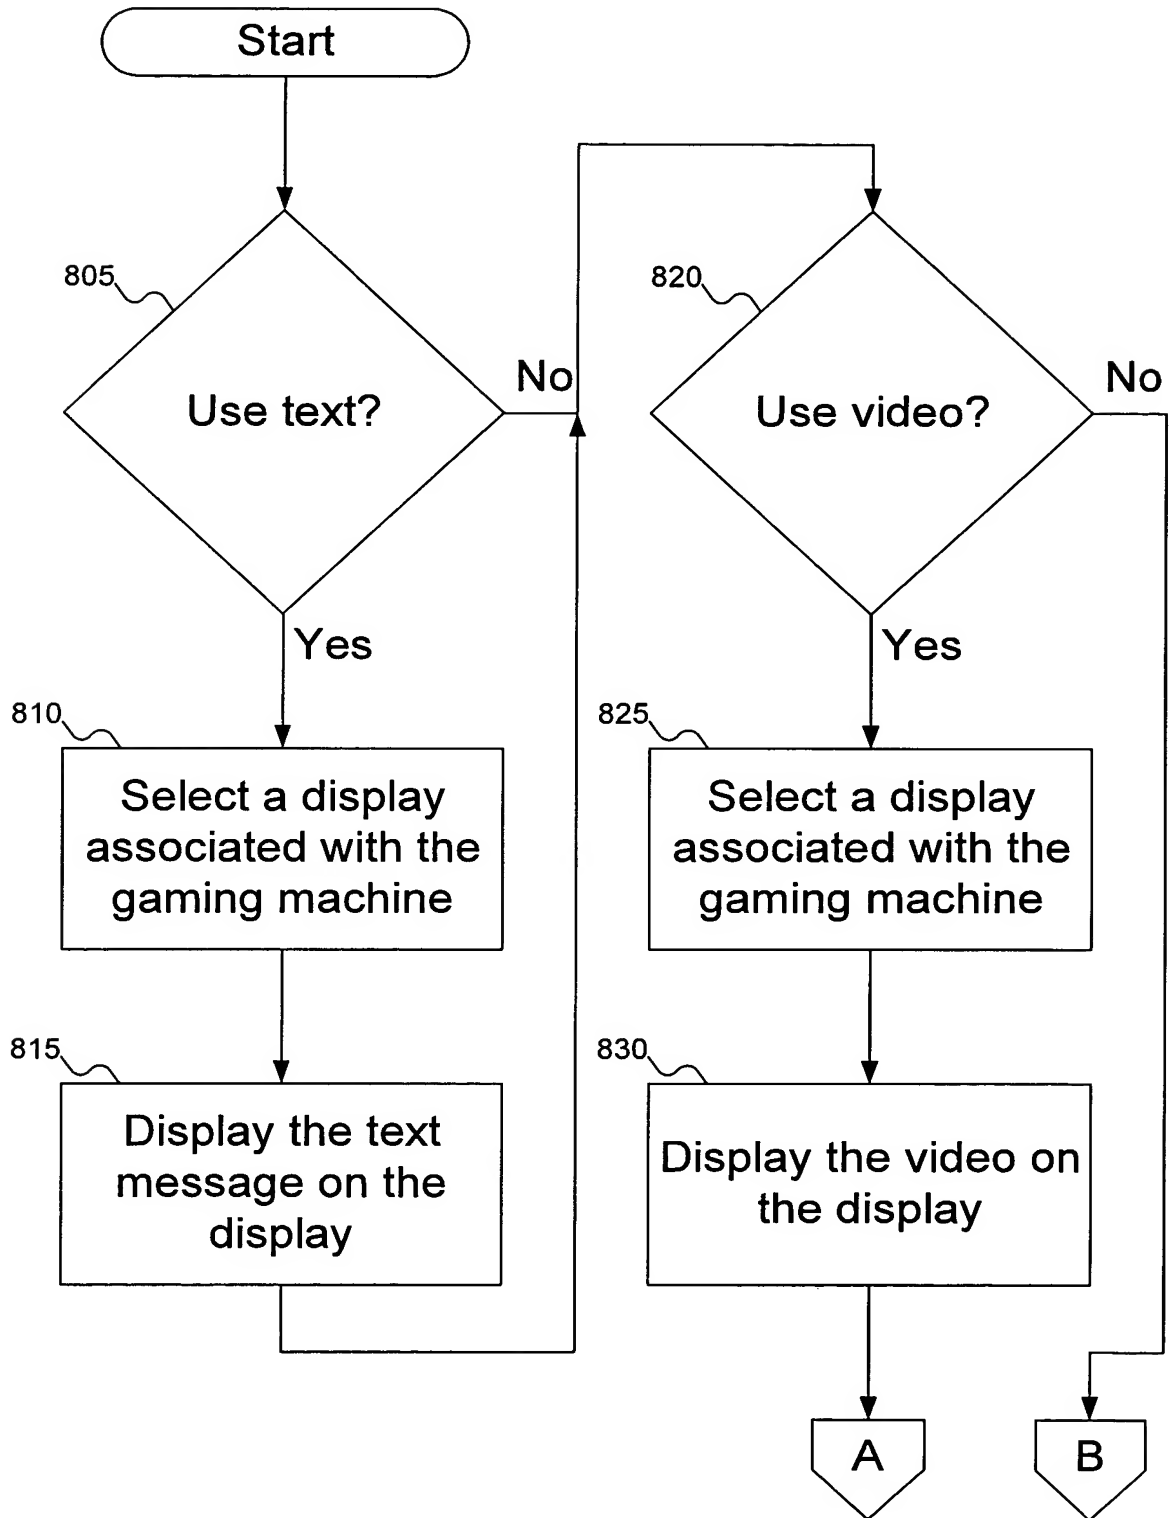 Start
805
Use text?
No
Yes
810
Select a display
associated with the
gaming machine
815
Display the text
message on the
display
820
Use video?
No
Yes
825
Select a display
associated with the
gaming machine
830
Display the video on
the display
A
B